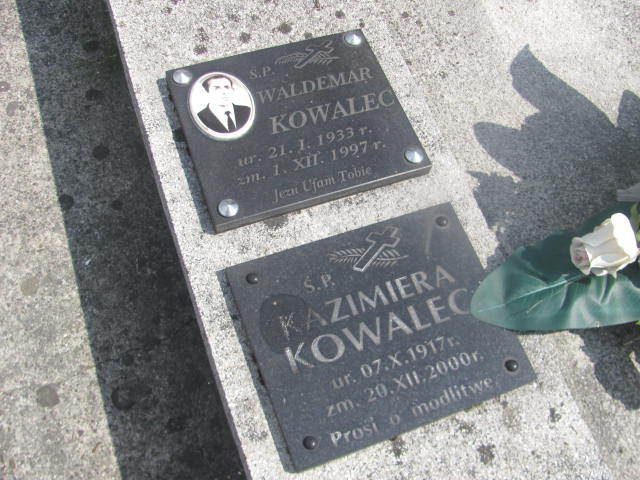 Ś.P.
WALDEMAR
KOWALEC
ur. 21. I. 1933 r.
zm. 1. XII. 1997 r.
Jezu Ufam Tobie
Ś.P.
KAZIMIERA
KOWALEC
ur. 07.X.1917r.
zm. 20.XII.2000r.
Prosi o modlitwę